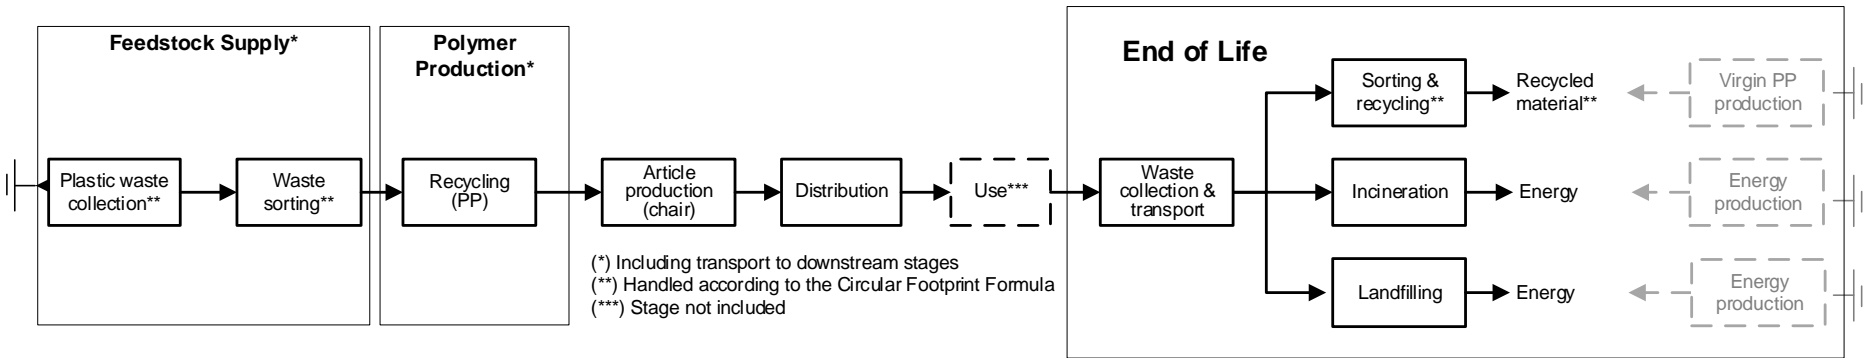 Feedstock Supply*
Polymer
Production*
End of Life
Plastic waste
collection**
Waste
sorting**
Recycling
(PP)
Article
production
(chair)
Distribution
Use***
Waste
collection &
transport
Sorting &
recycling**
Recycled
material**
Virgin PP
production
Incineration
Energy
Energy
production
Landfilling
Energy
Energy
production
(*) Including transport to downstream stages
(**) Handled according to the Circular Footprint Formula
(***) Stage not included